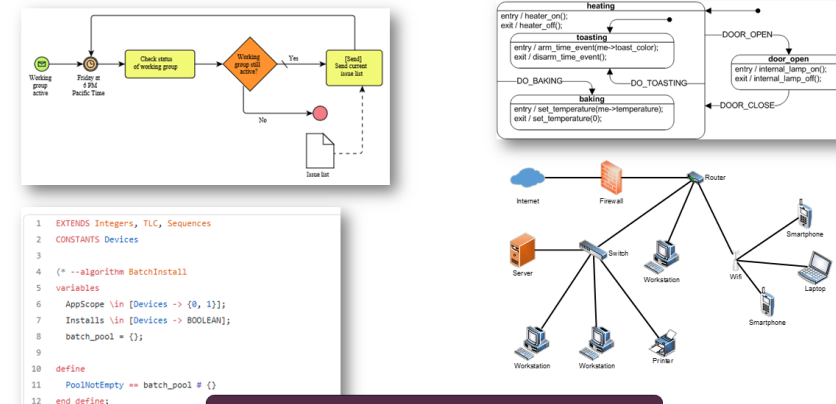 Working
group
active
Friday at
6 PM
Pacific Time
Check status
of working group
Working
group still
active?
Yes
No
[Send]
Send current
issue list
Issue list
heating
entry / heater_on();
exit / heater_off();
toasting
entry / arm_time_event(me->toast_color);
exit / disarm_time_event();
DO_BAKING
DO_TOASTING
baking
entry / set_temperature(me->temperature);
exit / set_temperature(0);
DOOR_OPEN
door_open
entry / internal_lamp_on();
exit / internal_lamp_off();
DOOR_CLOSE
Internet
Firewall
Router
Server
Switch
Workstation
Wifi
Smartphone
Laptop
Smartphone
Workstation
Workstation
Printer
1 EXTENDS Integers, TLC, Sequences
2 CONSTANTS Devices
3
4 (* --algorithm BatchInstall
5 variables
6 AppScope \in [Devices -> {0, 1}];
7 Installs \in [Devices -> BOOLEAN];
8 batch_pool = {};
9
10 define
11 PoolNotEmpty == batch_pool # {}
12 end define;